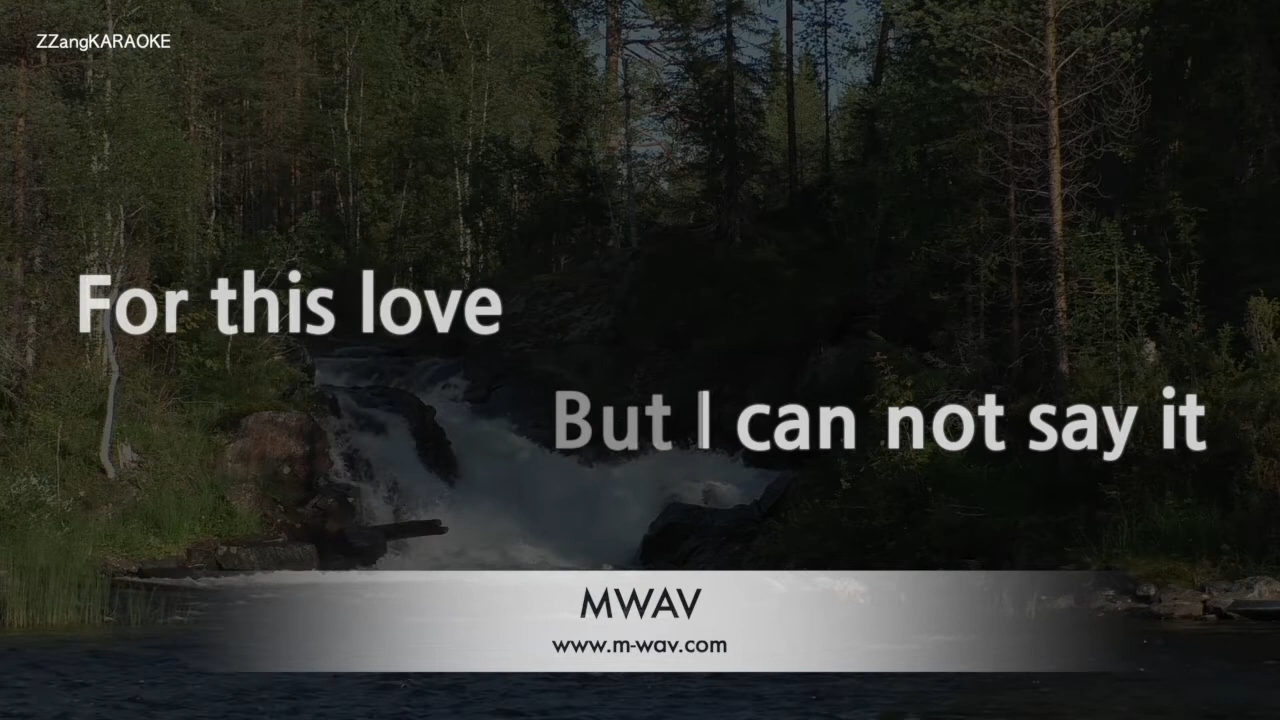 ZZangKARAOKE
For this love
But I can not say it
MWAV
www.m-wav.com